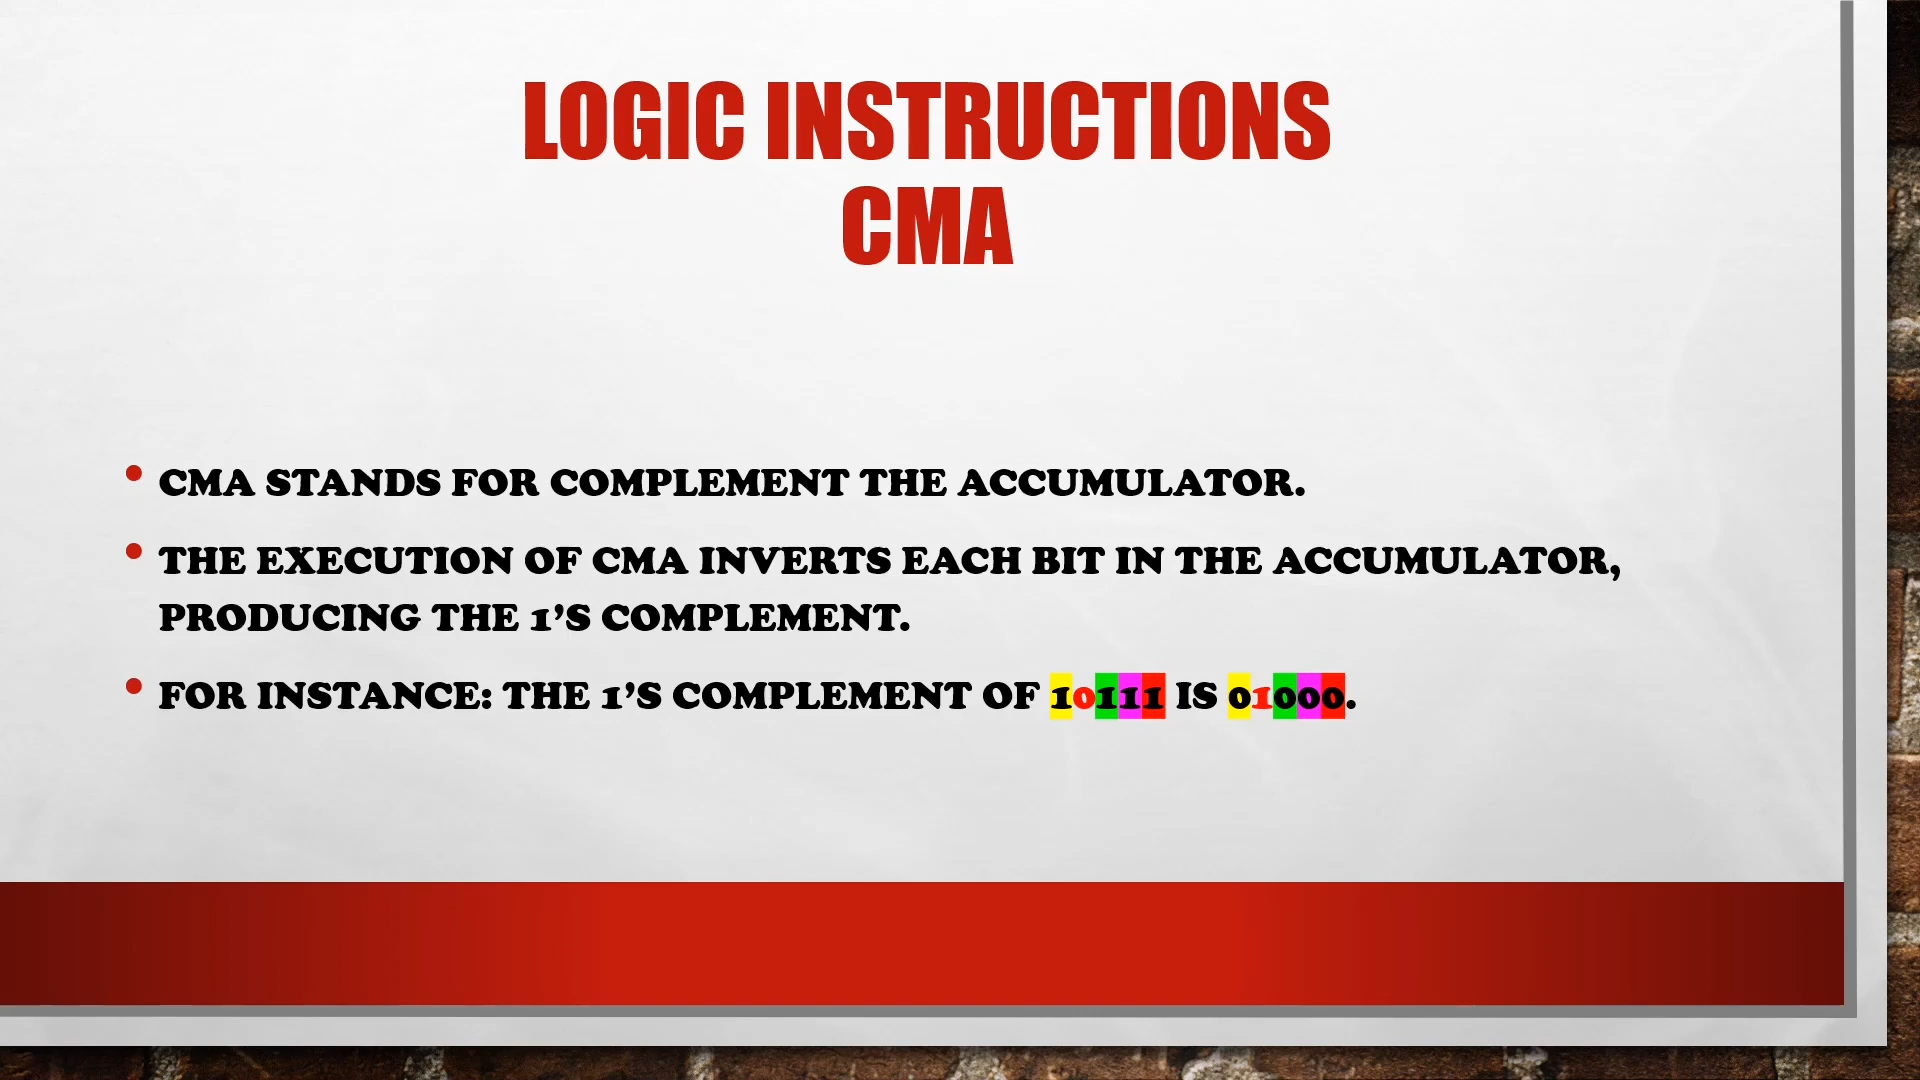 LOGIC INSTRUCTIONS
CMA
• CMA STANDS FOR COMPLEMENT THE ACCUMULATOR.
• THE EXECUTION OF CMA INVERTS EACH BIT IN THE ACCUMULATOR,
PRODUCING THE 1’S COMPLEMENT.
• FOR INSTANCE: THE 1’S COMPLEMENT OF 10111 IS 01000.